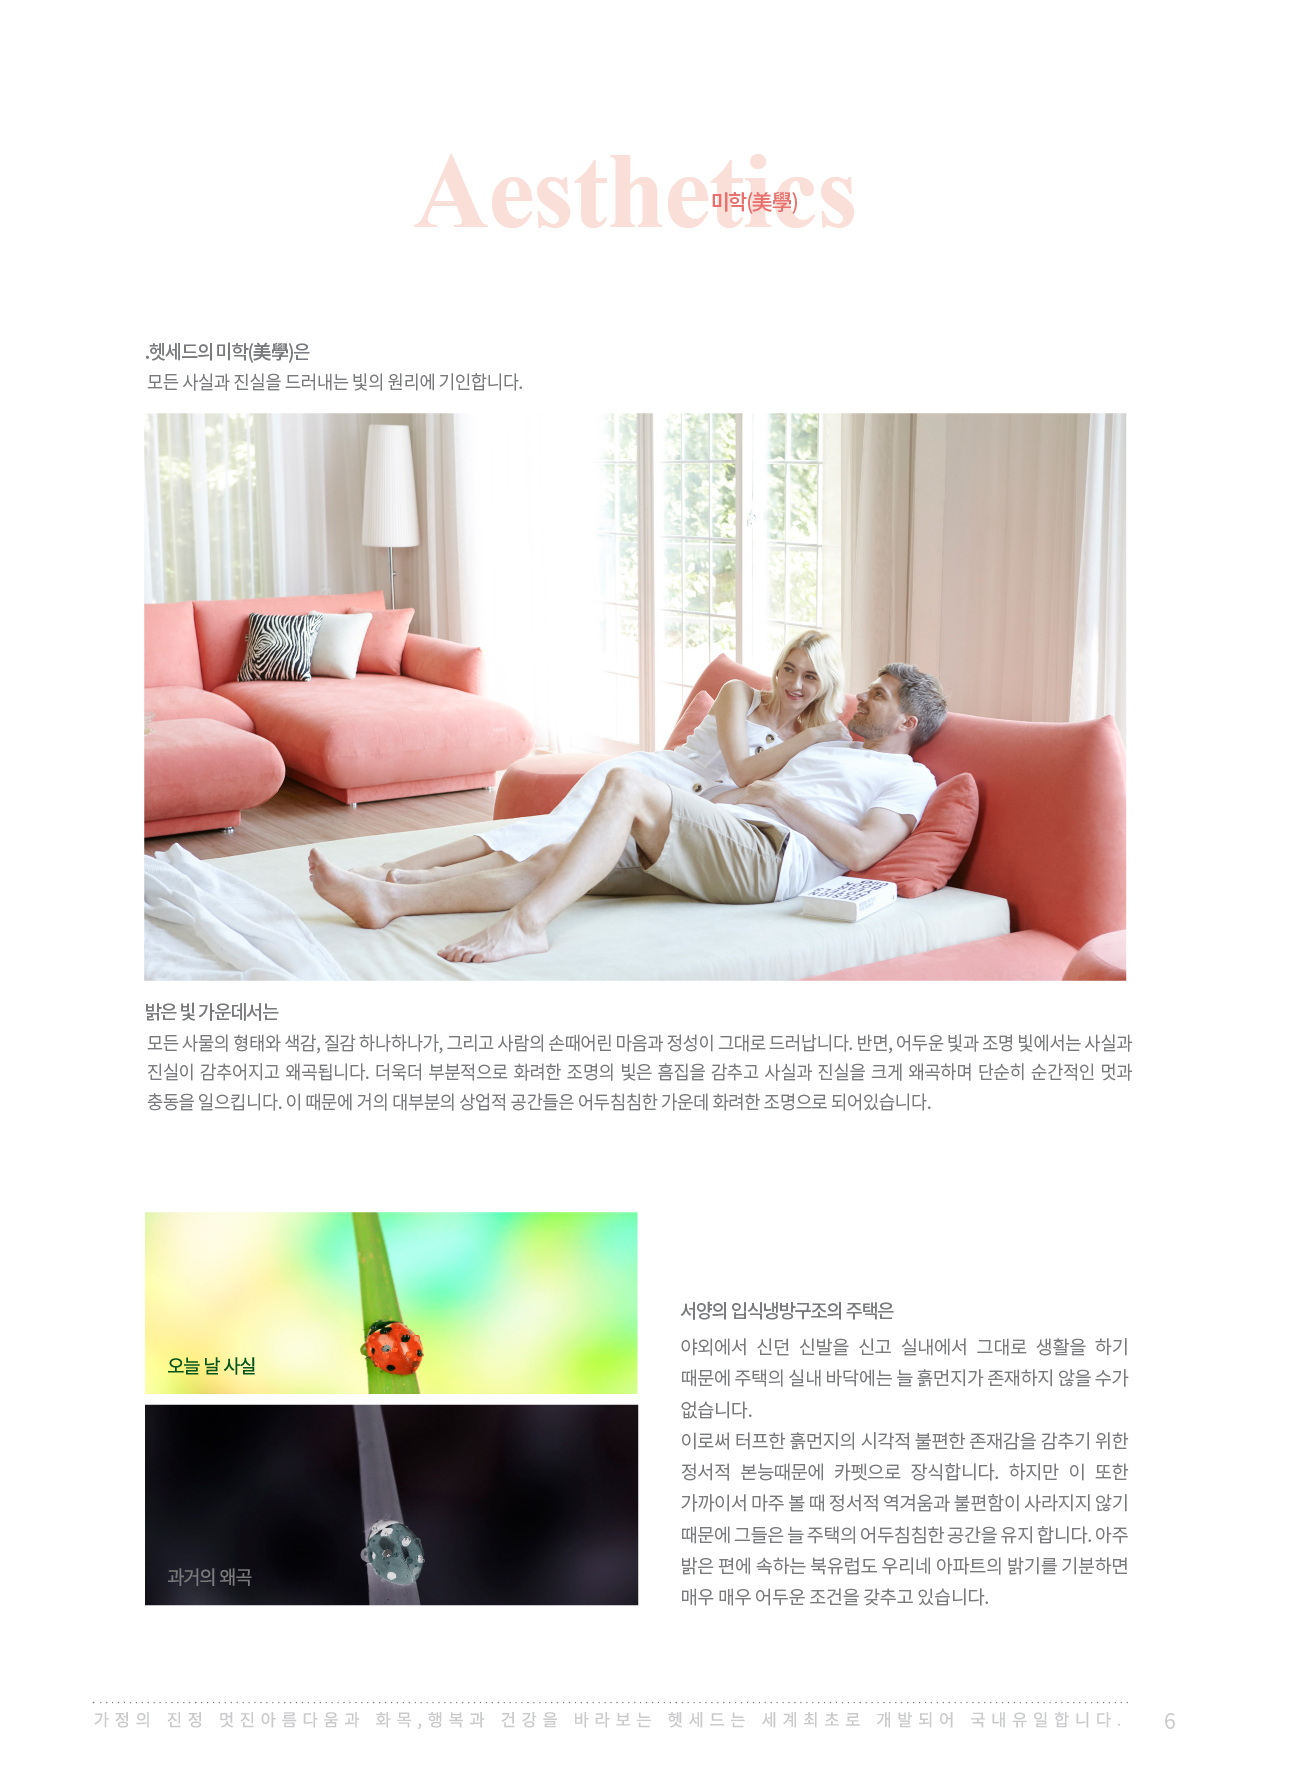 Aesthetics
미학(美學)
.헷세드의 미학(美學)은
모든 사실과 진실을 드러내는 빛의 원리에 기인합니다.
밝은 빛 가운데서는
모든 사물의 형태와 색감, 질감 하나하나가, 그리고 사람의 손때어린 마음과 정성이 그대로 드러납니다. 반면, 어두운 빛과 조명 빛에서는 사실과
진실이 감추어지고 왜곡됩니다. 더욱더 부분적으로 화려한 조명의 빛은 흠집을 감추고 사실과 진실을 크게 왜곡하며 단순히 순간적인 멋과
충동을 일으킵니다. 이 때문에 거의 대부분의 상업적 공간들은 어두침침한 가운데 화려한 조명으로 되어있습니다.
오늘 날 사실
과거의 왜곡
서양의 입식냉방구조의 주택은
야외에서 신던 신발을 신고 실내에서 그대로 생활을 하기
때문에 주택의 실내 바닥에는 늘 흙먼지가 존재하지 않을 수가
없습니다.
이로써 터프한 흙먼지의 시각적 불편한 존재감을 감추기 위한
정서적 본능때문에 카펫으로 장식합니다. 하지만 이 또한
가까이서 마주 볼 때 정서적 역겨움과 불편함이 사라지지 않기
때문에 그들은 늘 주택의 어두침침한 공간을 유지 합니다. 아주
밝은 편에 속하는 북유럽도 우리네 아파트의 밝기를 기분하면
매우 매우 어두운 조건을 갖추고 있습니다.
가정의 진정 멋진아름다움과 화목,행복과 건강을 바라보는 헷세드는 세계최초로 개발되어 국내유일합니다.
6